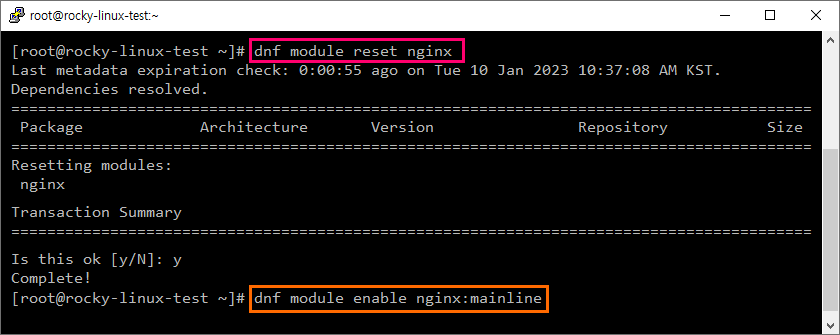 root@rocky-linux-test:~
[root@rocky-linux-test ~]# dnf module reset nginx
Last metadata expiration check: 0:00:55 ago on Tue 10 Jan 2023 10:37:08 AM KST.
Dependencies resolved.
================================================================================
Package Architecture Version Repository Size
================================================================================
Resetting modules:
nginx
Transaction Summary
================================================================================
Is this ok [y/N]: y
Complete!
[root@rocky-linux-test ~]# dnf module enable nginx:mainline